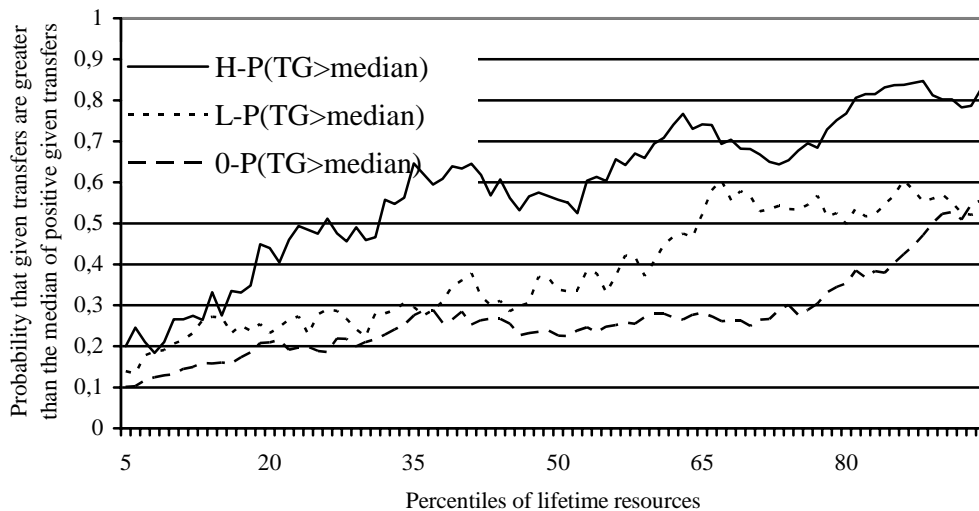 Probability that given transfers are greater
than the median of positive given transfers
1
0,9
0,8
0,7
0,6
0,5
0,4
0,3
0,2
0,1
0
H-P(TG>median)
L-P(TG>median)
0-P(TG>median)
5 20 35 50 65 80
Percentiles of lifetime resources